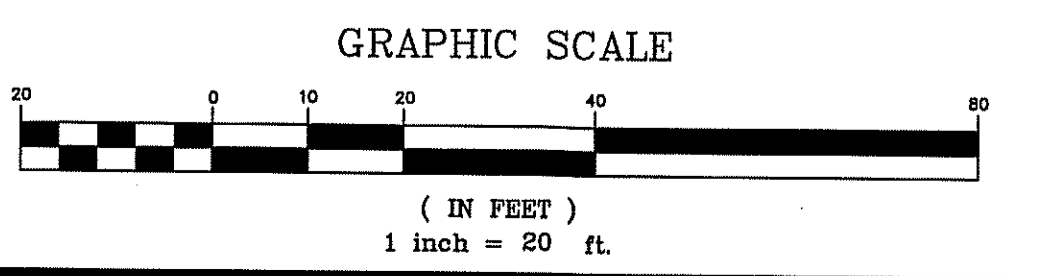 GRAPHIC SCALE
20 0 10 20 40 80
( IN FEET )
1 inch = 20 ft.